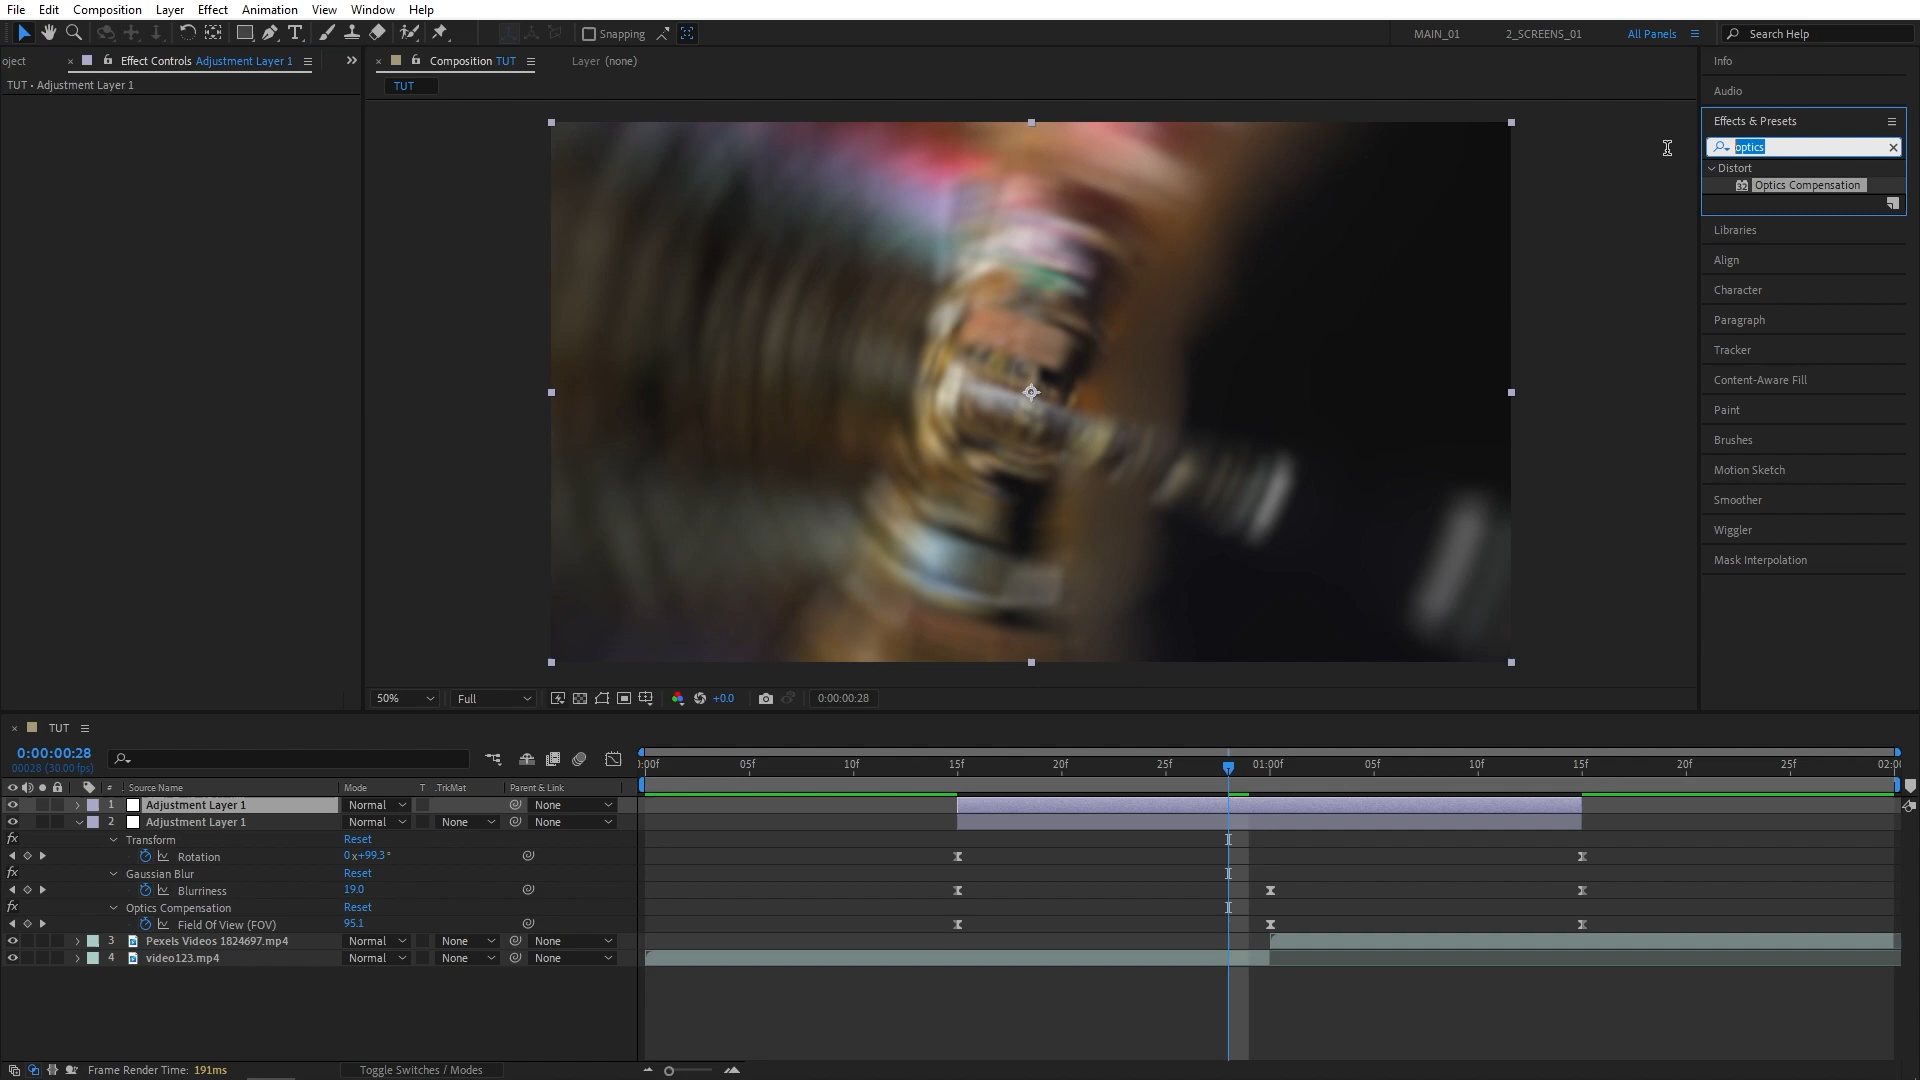 File Edit View Composition Layer Effect Animation View Window Help
Snapping
MAIN_01 2_SCREENS_01 All Panels Search Help
oject Effect Controls Adjustment Layer 1
TUT • Adjustment Layer 1
Composition TUT
Layer (none)
TUT
Info
Audio
Effects & Presets
optics
Distort
32 Optics Compensation
Libraries
Align
Character
Paragraph
Tracker
Content-Aware Fill
Paint
Brushes
Motion Sketch
Smoother
Wiggler
Mask Interpolation
50% Full +0.0 0:00:00:28
TUT
0:00:00:28
00028 (30.00 fps)
:00f 05f 10f 15f 20f 25f 01:00f 05f 10f 15f 20f 25f 02:00
# Source Name Mode T .TrkMat Parent & Link
1 Adjustment Layer 1 Normal None
2 Adjustment Layer 1 Normal None None
fx Transform Reset
Rotation 0x+99.3°
fx Gaussian Blur Reset
Blurriness 19.0
fx Optics Compensation Reset
Field Of View (FOV) 95.1
3 Pexels Videos 1824697.mp4 Normal None None
4 video123.mp4 Normal None None
Frame Render Time: 191ms Toggle Switches / Modes